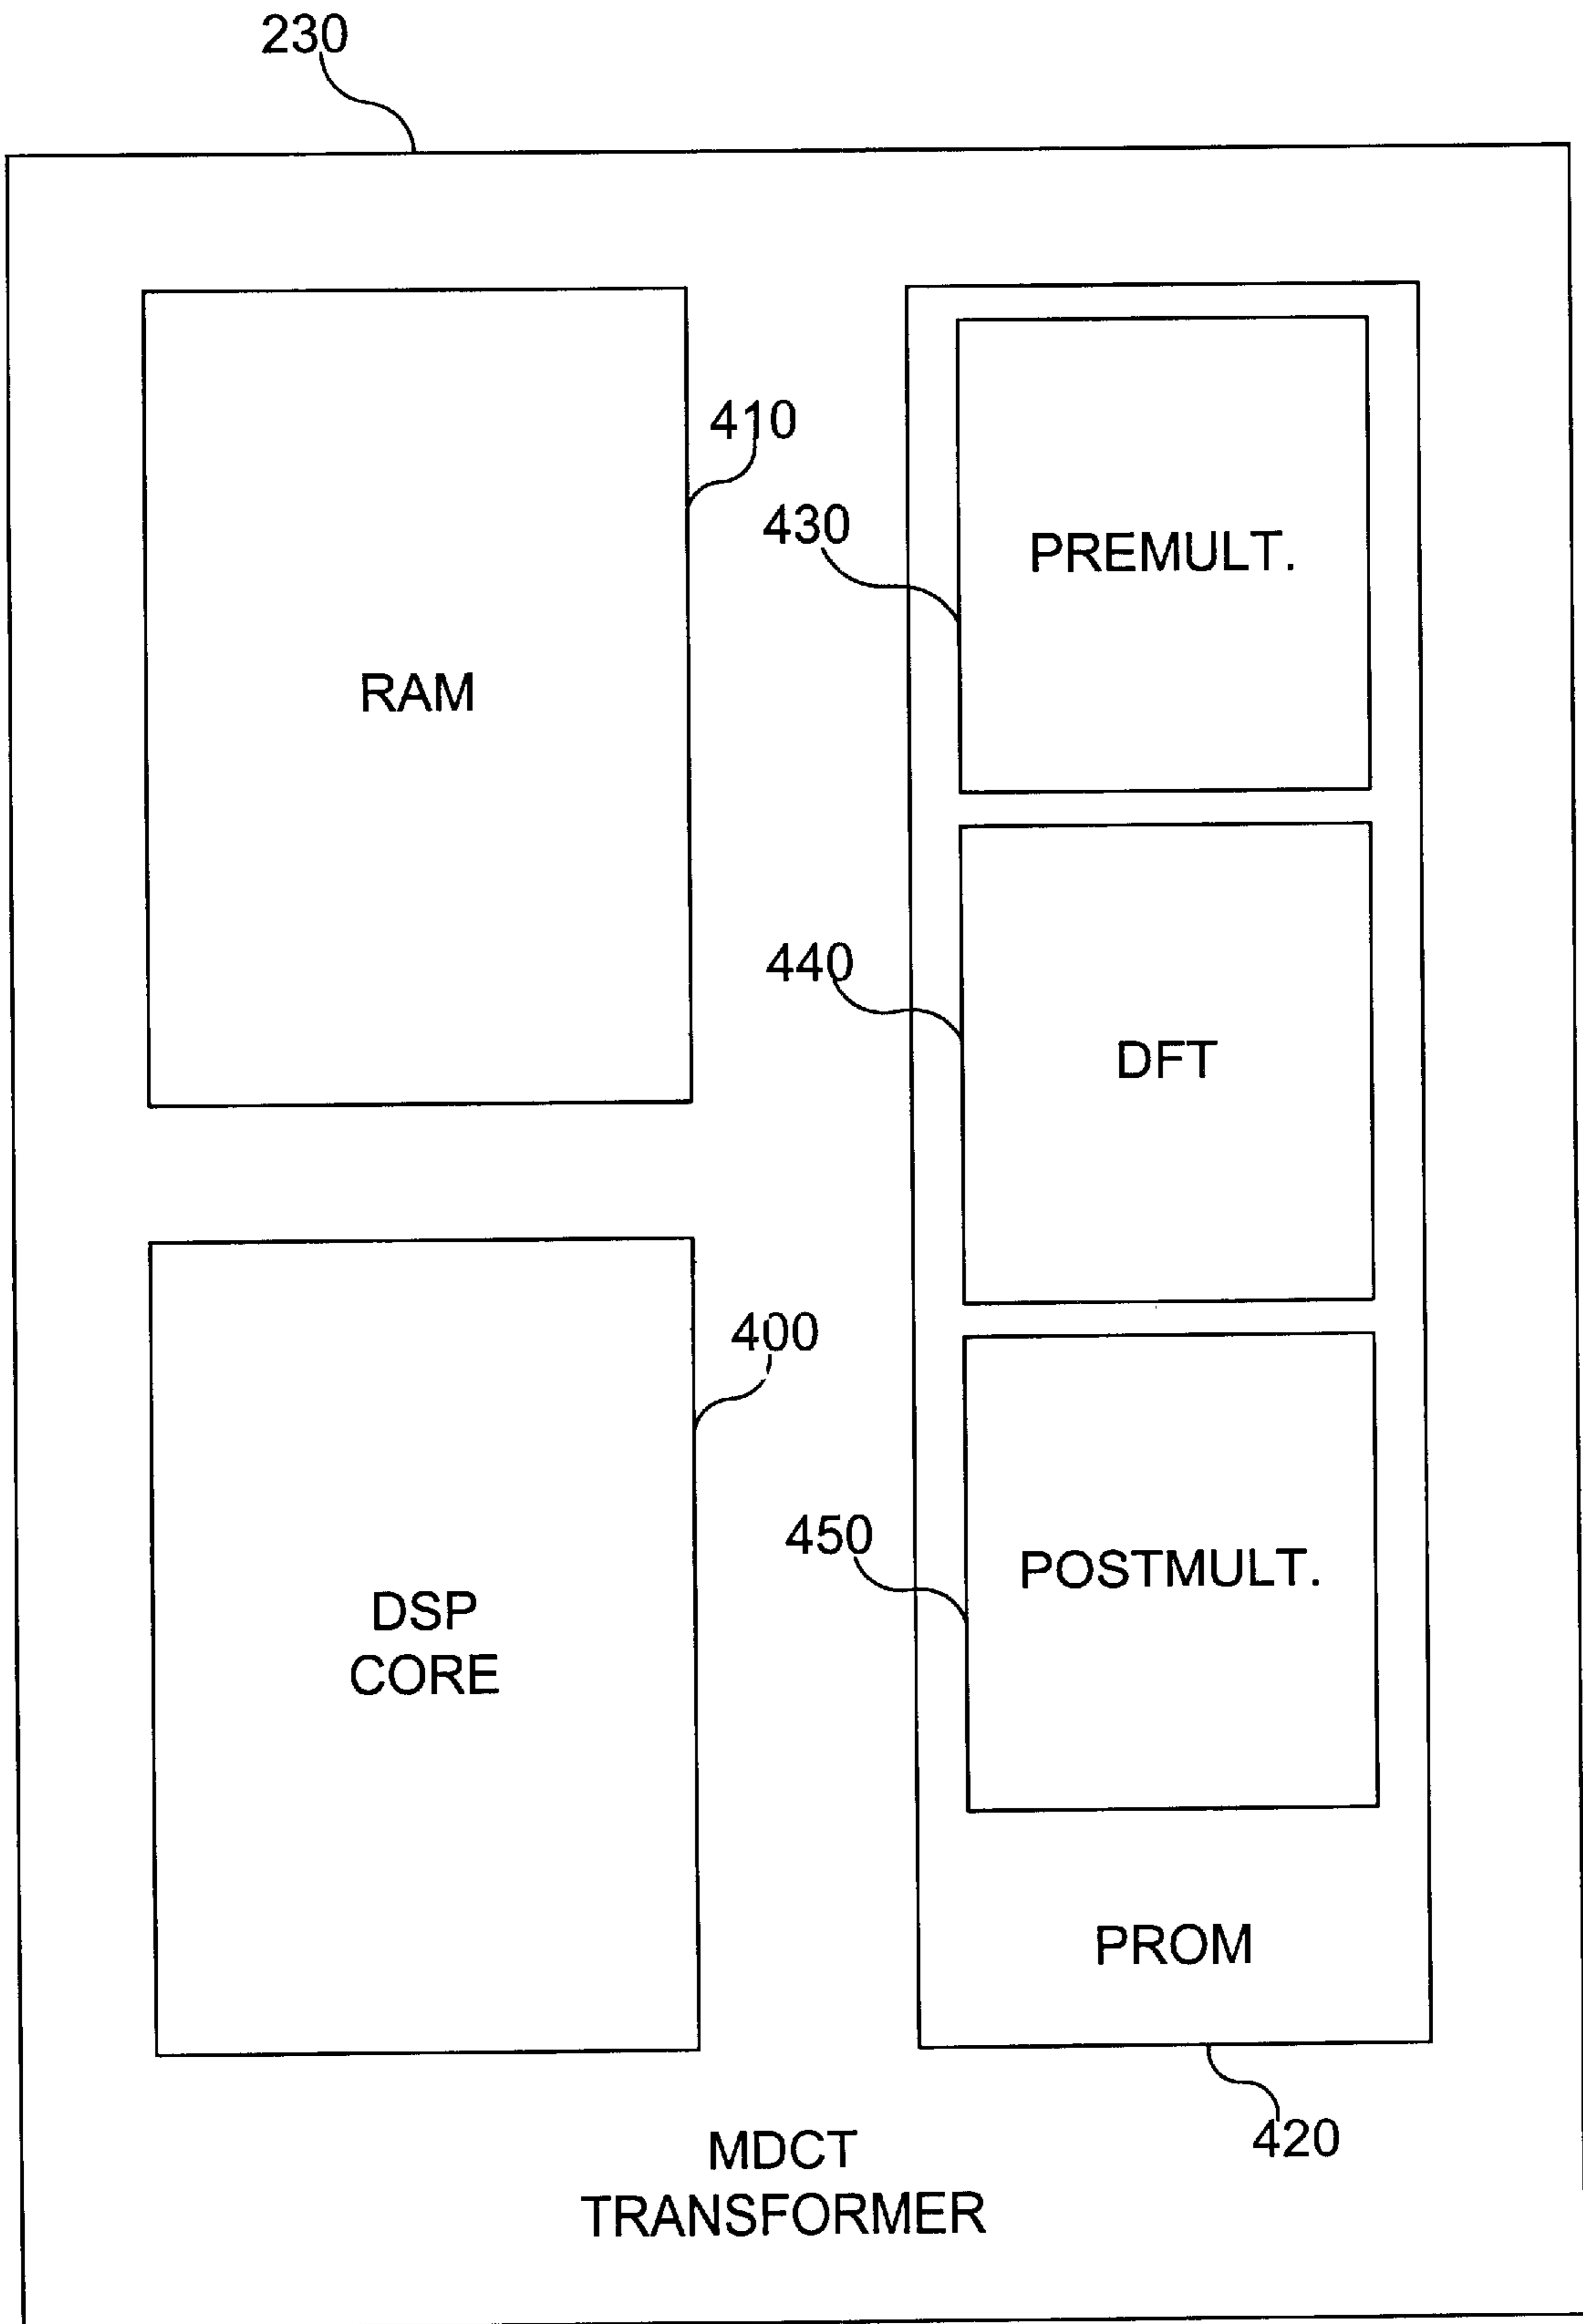 230
410
430
PREMULT.
RAM
440
DFT
400
450
POSTMULT.
DSP
CORE
PROM
420
MDCT
TRANSFORMER